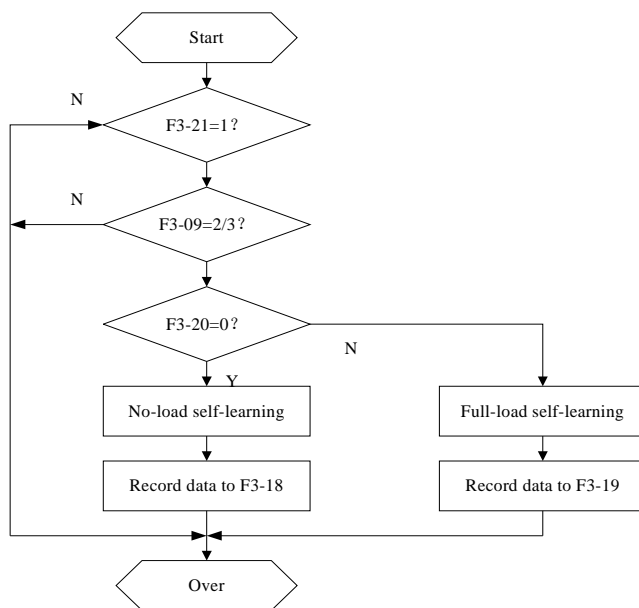 Start
N
F3-21=1?
N
F3-09=2/3?
F3-20=0?
N
Y
No-load self-learning
Full-load self-learning
Record data to F3-18
Record data to F3-19
Over